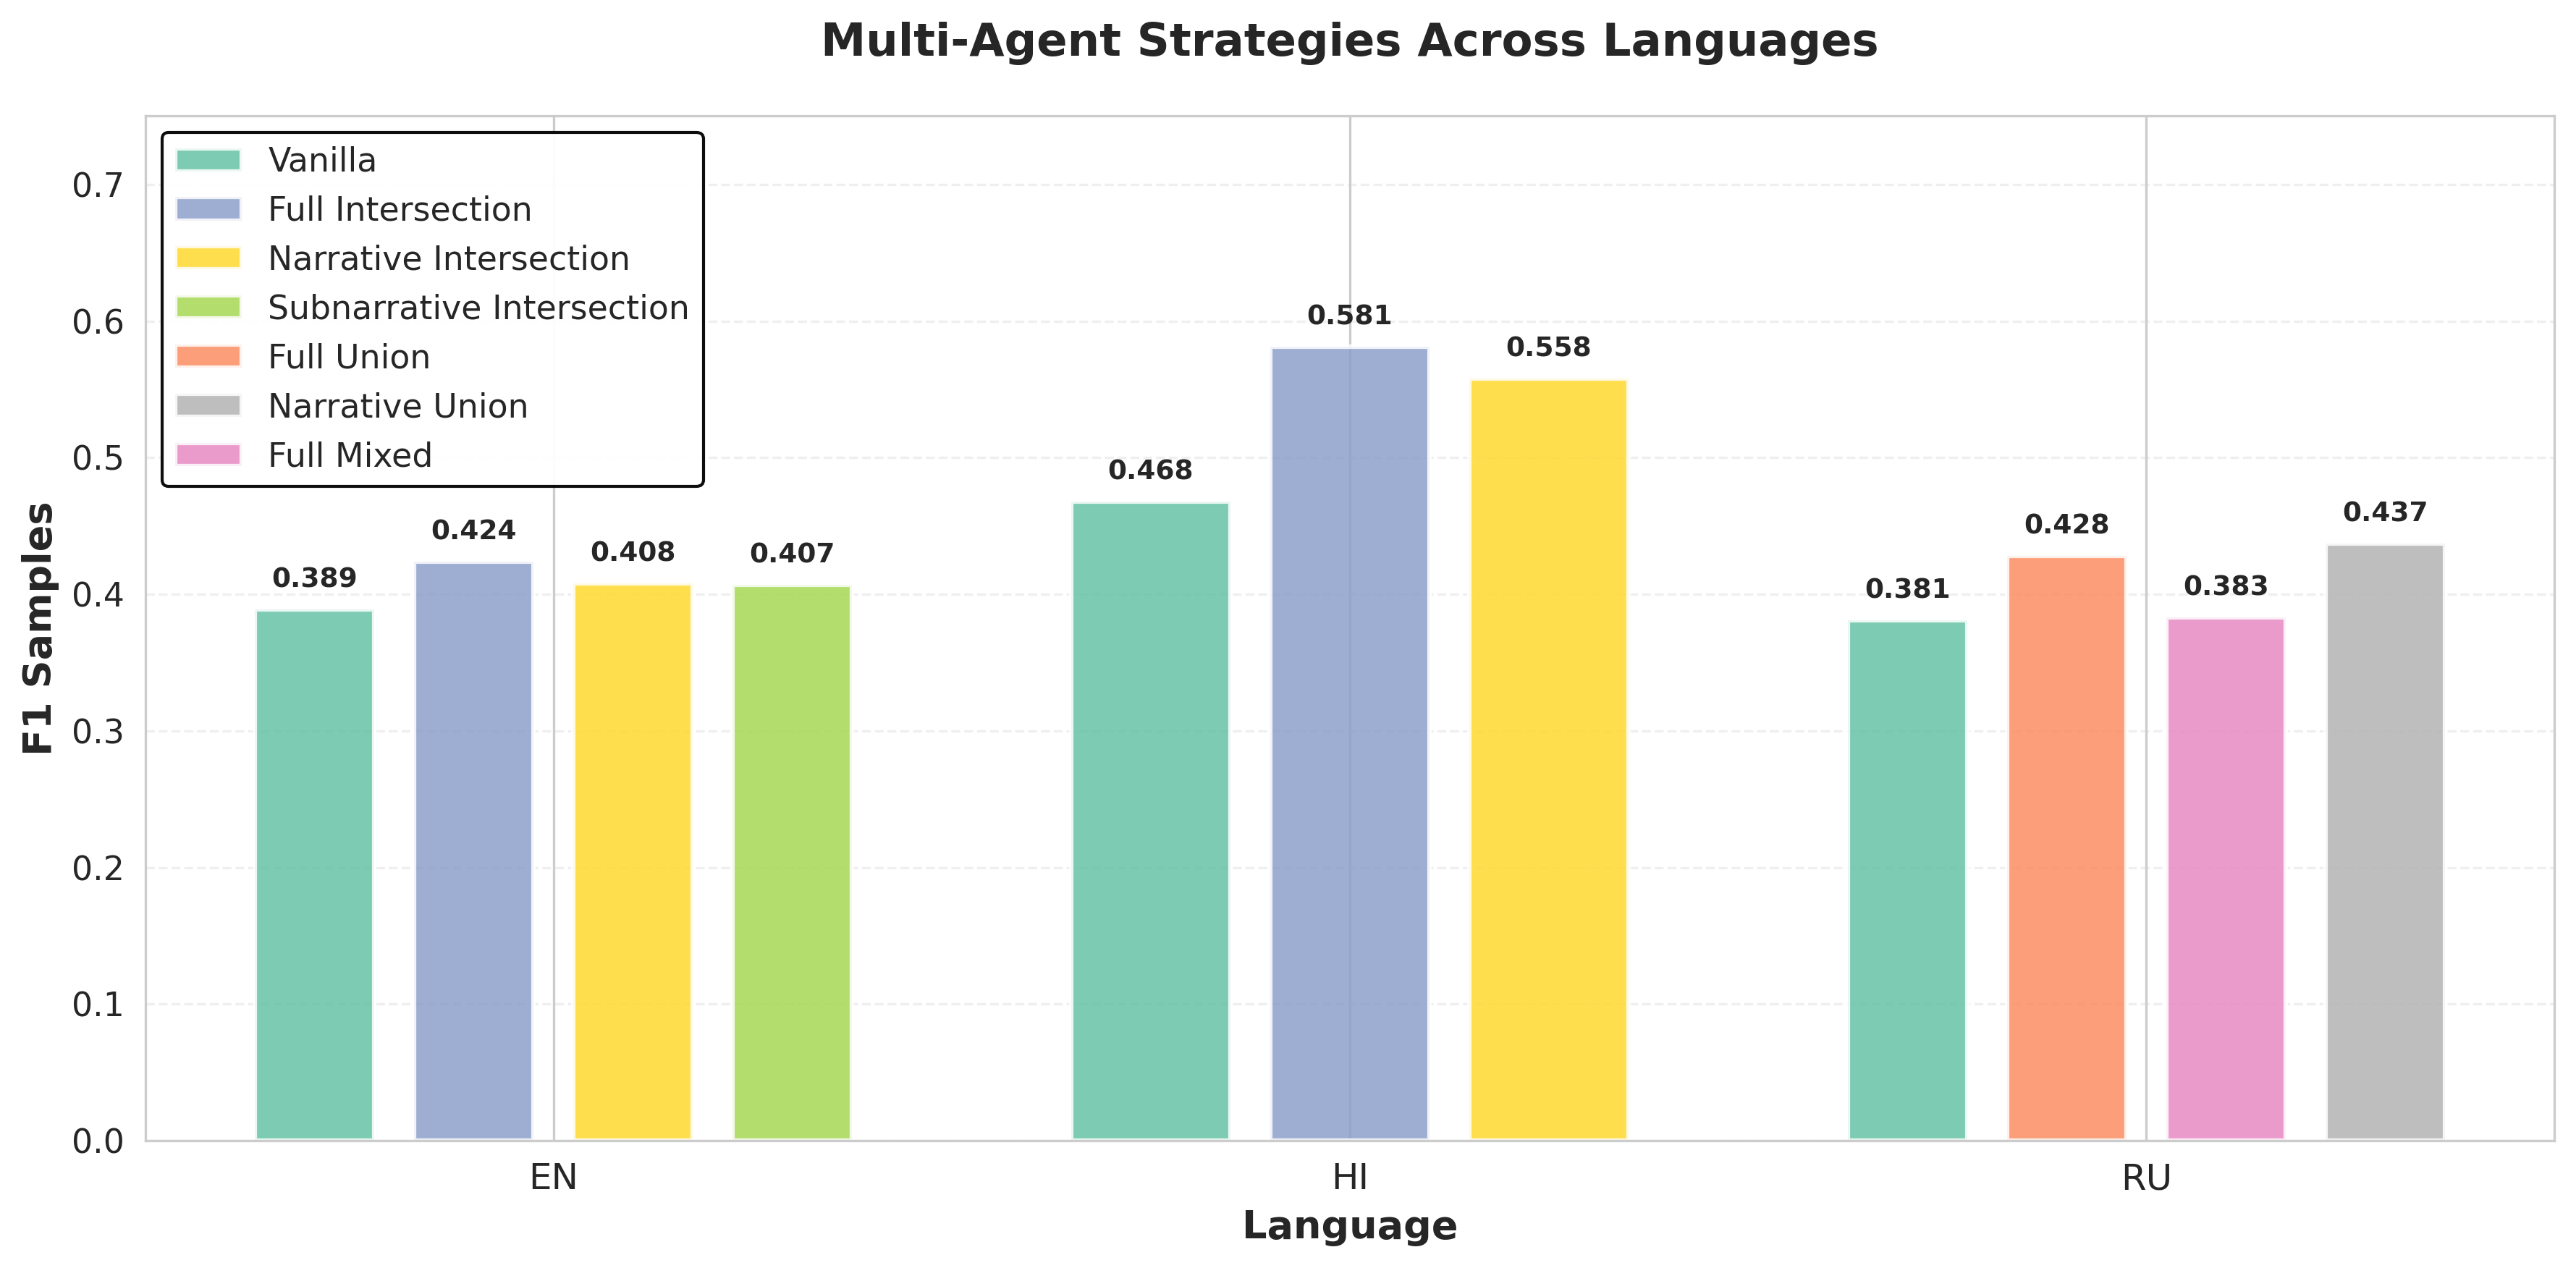 Multi-Agent Strategies Across Languages
Vanilla
Full Intersection
Narrative Intersection
Subnarrative Intersection
Full Union
Narrative Union
Full Mixed
F1 Samples
0.7
0.6
0.5
0.4
0.3
0.2
0.1
0.0
0.389
0.424
0.408
0.407
0.468
0.581
0.558
0.381
0.428
0.383
0.437
EN
HI
RU
Language